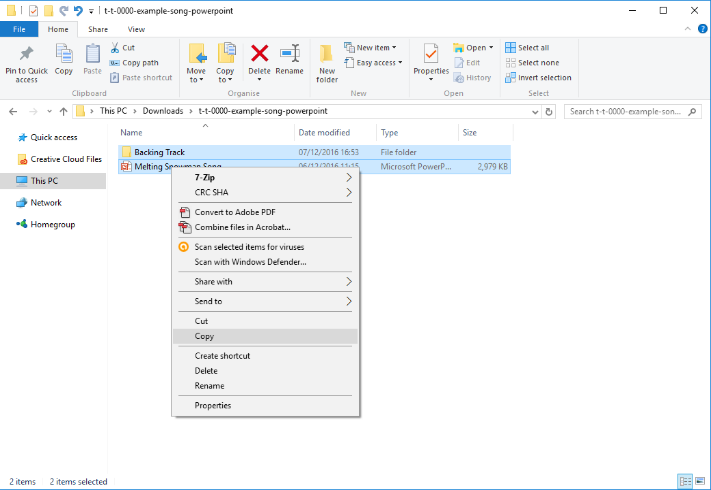 t-t-0000-example-song-powerpoint
File Home Share View
Pin to Quick access
Copy
Paste
Cut
Copy path
Paste shortcut
Clipboard
Move to
Copy to
Delete
Rename
Organise
New folder
New item
Easy access
New
Properties
Open
Edit
History
Open
Select all
Select none
Invert selection
Select
This PC > Downloads > t-t-0000-example-song-powerpoint
Search t-t-0000-example-son...
Name Date modified Type Size
Quick access
Creative Cloud Files
This PC
Network
Homegroup
Backing Track 07/12/2016 16:53 File folder
Melting Snowman Song 06/12/2016 11:15 Microsoft PowerP... 2,979 KB
7-Zip
CRC SHA
Convert to Adobe PDF
Combine files in Acrobat...
Scan selected items for viruses
Scan with Windows Defender...
Share with
Send to
Cut
Copy
Create shortcut
Delete
Rename
Properties
2 items 2 items selected